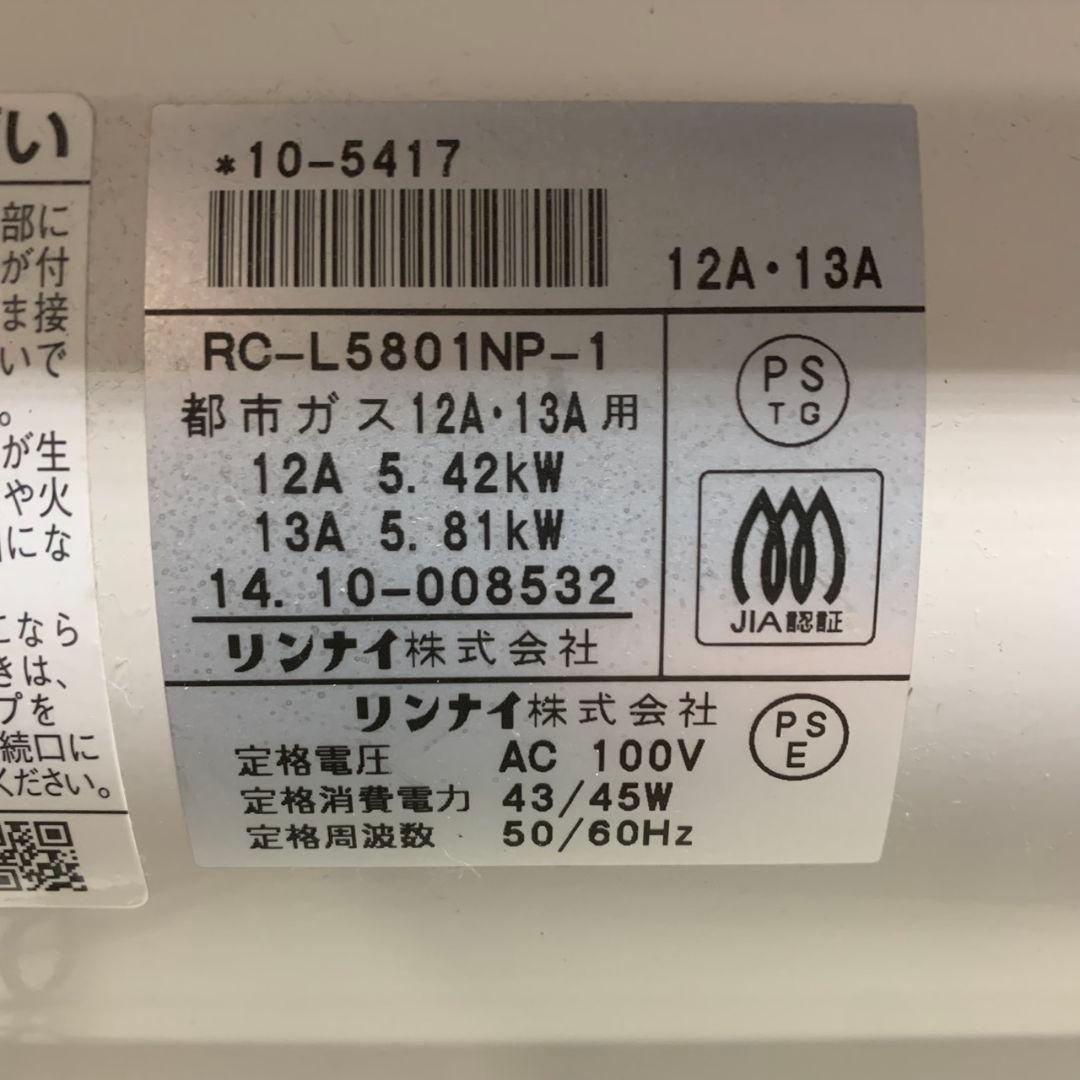 い
部に
が付
ま接
いで
。
が生
や火
にな
こなら
きは、
プを
続口に
ください。
*10-5417
12A・13A
RC-L5801NP-1
都市ガス12A・13A用
12A 5.42kW
13A 5.81kW
14.10-008532
リンナイ株式会社
PS
TG
JIA認証
リンナイ株式会社
定格電圧 AC 100V
定格消費電力 43/45W
定格周波数 50/60Hz
PS
E